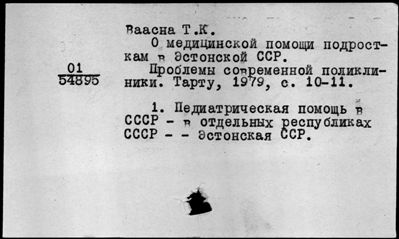 Ваасна Т.К.
О медицинской помощи подрост-
кам в Эстонской ССР.
01
54895
Проблемы современной поликли-
ники. Тарту, 1979, с. 10-11.
1. Педиатрическая помощь в
СССР - в отдельных республиках
СССР - - Эстонская ССР.